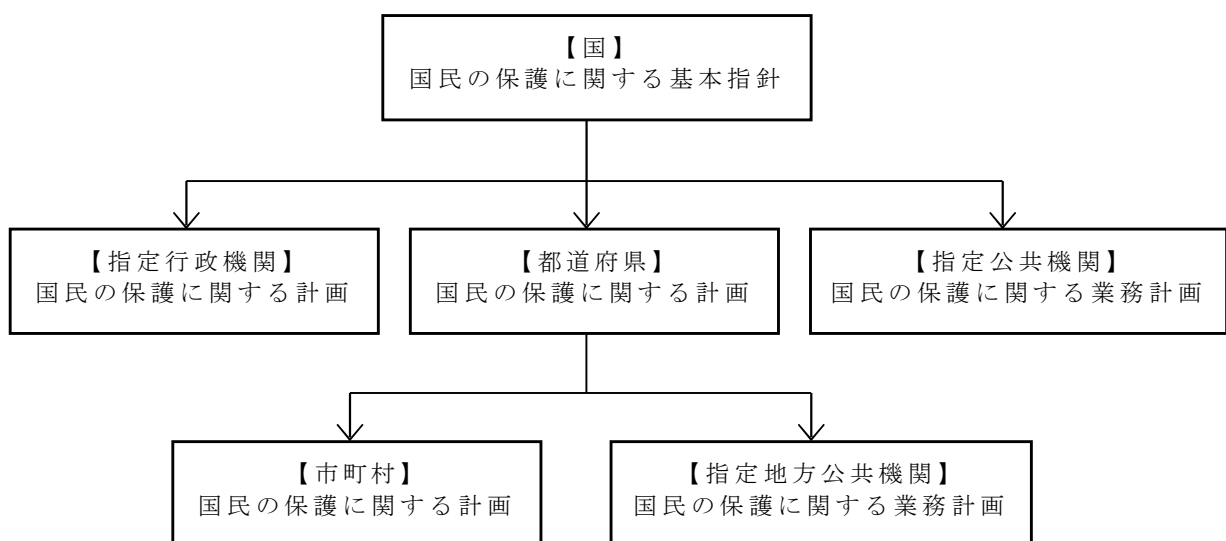 【国】
国民の保護に関する基本指針
【指定行政機関】
国民の保護に関する計画
【都道府県】
国民の保護に関する計画
【指定公共機関】
国民の保護に関する業務計画
【市町村】
国民の保護に関する計画
【指定地方公共機関】
国民の保護に関する業務計画